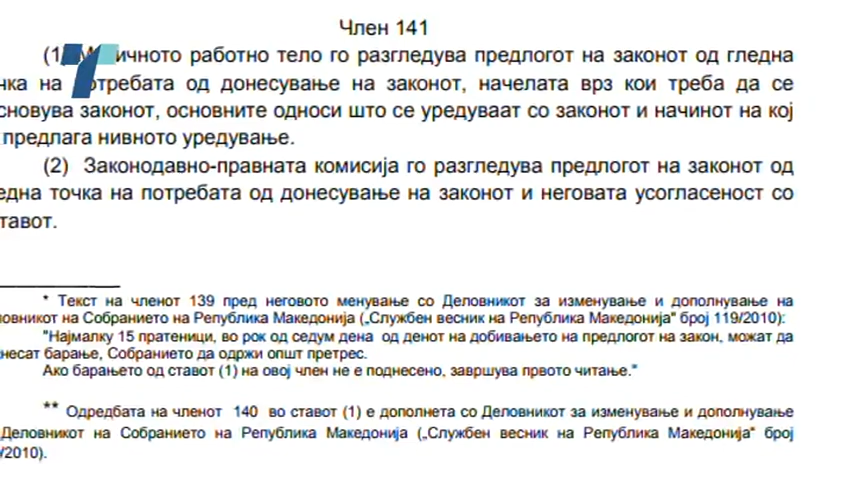 Член 141
(1) Матичното работно тело го разгледува предлогот на законот од гледна
чка на потребата од донесување на законот, начелата врз кои треба да се
сновува законот, основните односи што се уредуваат со законот и начинот на кој
предлага нивното уредување.
(2) Законодавно-правната комисија го разгледува предлогот на законот од
една точка на потребата од донесување на законот и неговата усогласеност со
тавот.
* Текст на членот 139 пред неговото менување со Деловникот за изменување и дополнување на
ловникот на Собранието на Република Македонија („Службен весник на Република Македонија“ број 119/2010):
"Најмалку 15 пратеници, во рок од седум дена од денот на добивањето на предлогот на закон, можат да
несат барање, Собранието да одржи општ претрес.
Ако барањето од ставот (1) на овој член не е поднесено, завршува првото читање."
** Одредбата на членот 140 во ставот (1) е дополнета со Деловникот за изменување и дополнување
Деловникот на Собранието на Република Македонија („Службен весник на Република Македонија“ број
/2010).